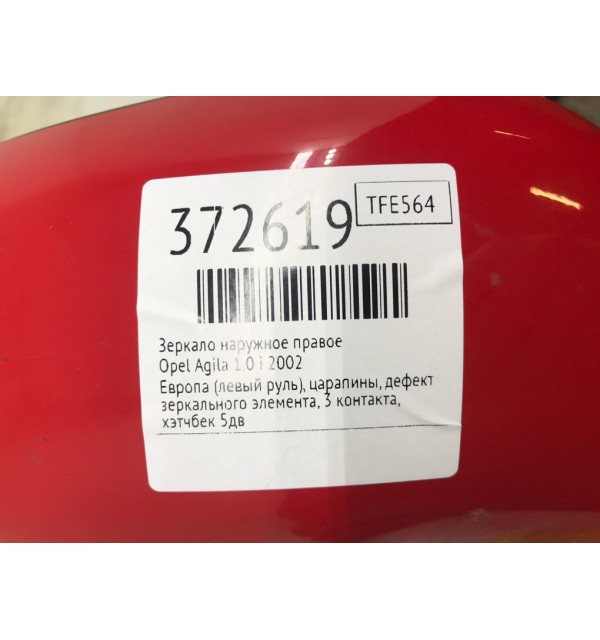 372619
TFE564
Зеркало наружное правое
Opel Agila 1.0 i 2002
Европа (левый руль), царапины, дефект
зеркального элемента, 3 контакта,
хэтчбек 5дв